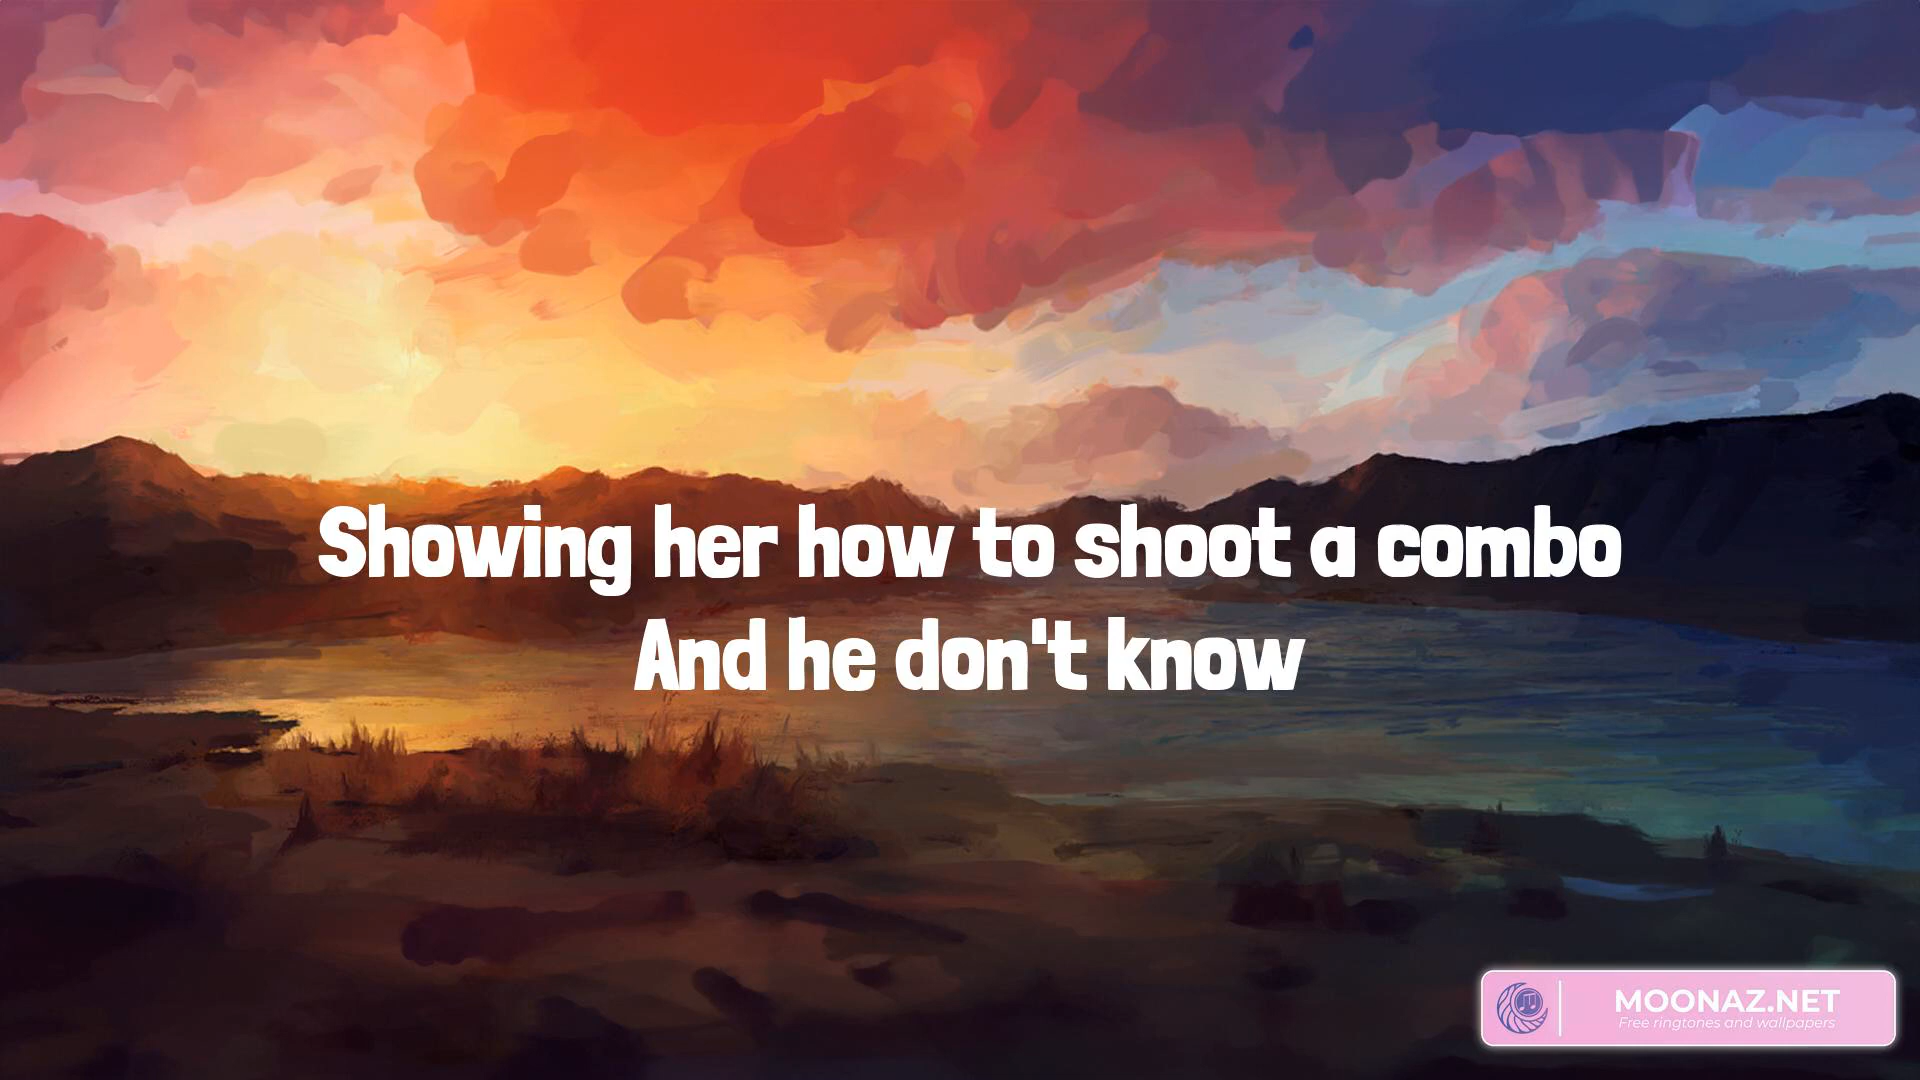 Showing her how to shoot a combo
And he don't know
MOONAZ.NET
Free ringtones and wallpapers